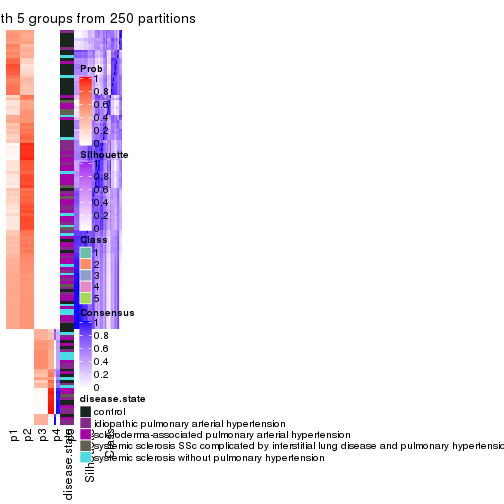 th 5 groups from 250 partitions
Prob
1
0.8
0.6
0.4
0.2
0
Silhouette
1
0.8
0.6
0.4
0.2
0
Class
1
2
3
4
5
Consensus
1
0.8
0.6
0.4
0.2
0
disease.state
control
idiopathic pulmonary arterial hypertension
scleroderma-associated pulmonary arterial hypertension
systemic sclerosis SSc complicated by interstitial lung disease and pulmonary hypertensio
systemic sclerosis without pulmonary hypertension
p1
p2
p3
p4
disease.state